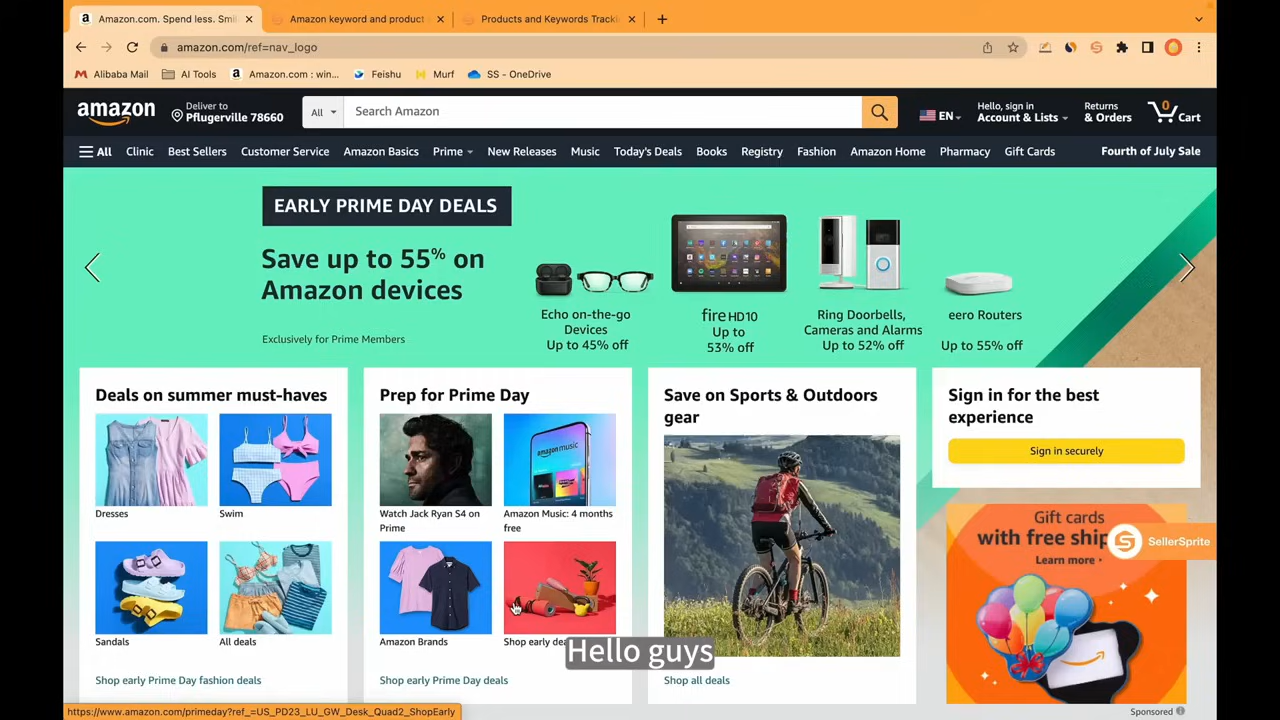 Amazon.com. Spend less. Smil
Amazon keyword and product
Products and Keywords Tracki
amazon.com/ref=nav_logo
Alibaba Mail
AI Tools
Amazon.com : win...
Feishu
Murf
SS - OneDrive
amazon
Deliver to
Pflugerville 78660
All
Search Amazon
EN
Hello, sign in
Account & Lists
Returns
& Orders
0
Cart
All
Clinic
Best Sellers
Customer Service
Amazon Basics
Prime
New Releases
Music
Today's Deals
Books
Registry
Fashion
Amazon Home
Pharmacy
Gift Cards
Fourth of July Sale
EARLY PRIME DAY DEALS
Save up to 55% on
Amazon devices
Exclusively for Prime Members
Echo on-the-go
Devices
Up to 45% off
fire HD10
Up to
53% off
Ring Doorbells,
Cameras and Alarms
Up to 52% off
eero Routers
Up to 55% off
Deals on summer must-haves
Dresses
Swim
Sandals
All deals
Shop early Prime Day fashion deals
Prep for Prime Day
amazon music
Watch Jack Ryan S4 on
Prime
Amazon Music: 4 months
free
Amazon Brands
Shop early dea
Shop early Prime Day deals
Save on Sports & Outdoors
gear
Shop all deals
Sign in for the best
experience
Sign in securely
Gift cards
with free ship
Learn more
SellerSprite
Sponsored
Hello guys
https://www.amazon.com/primeday?ref_=US_PD23_LU_GW_Desk_Quad2_ShopEarly